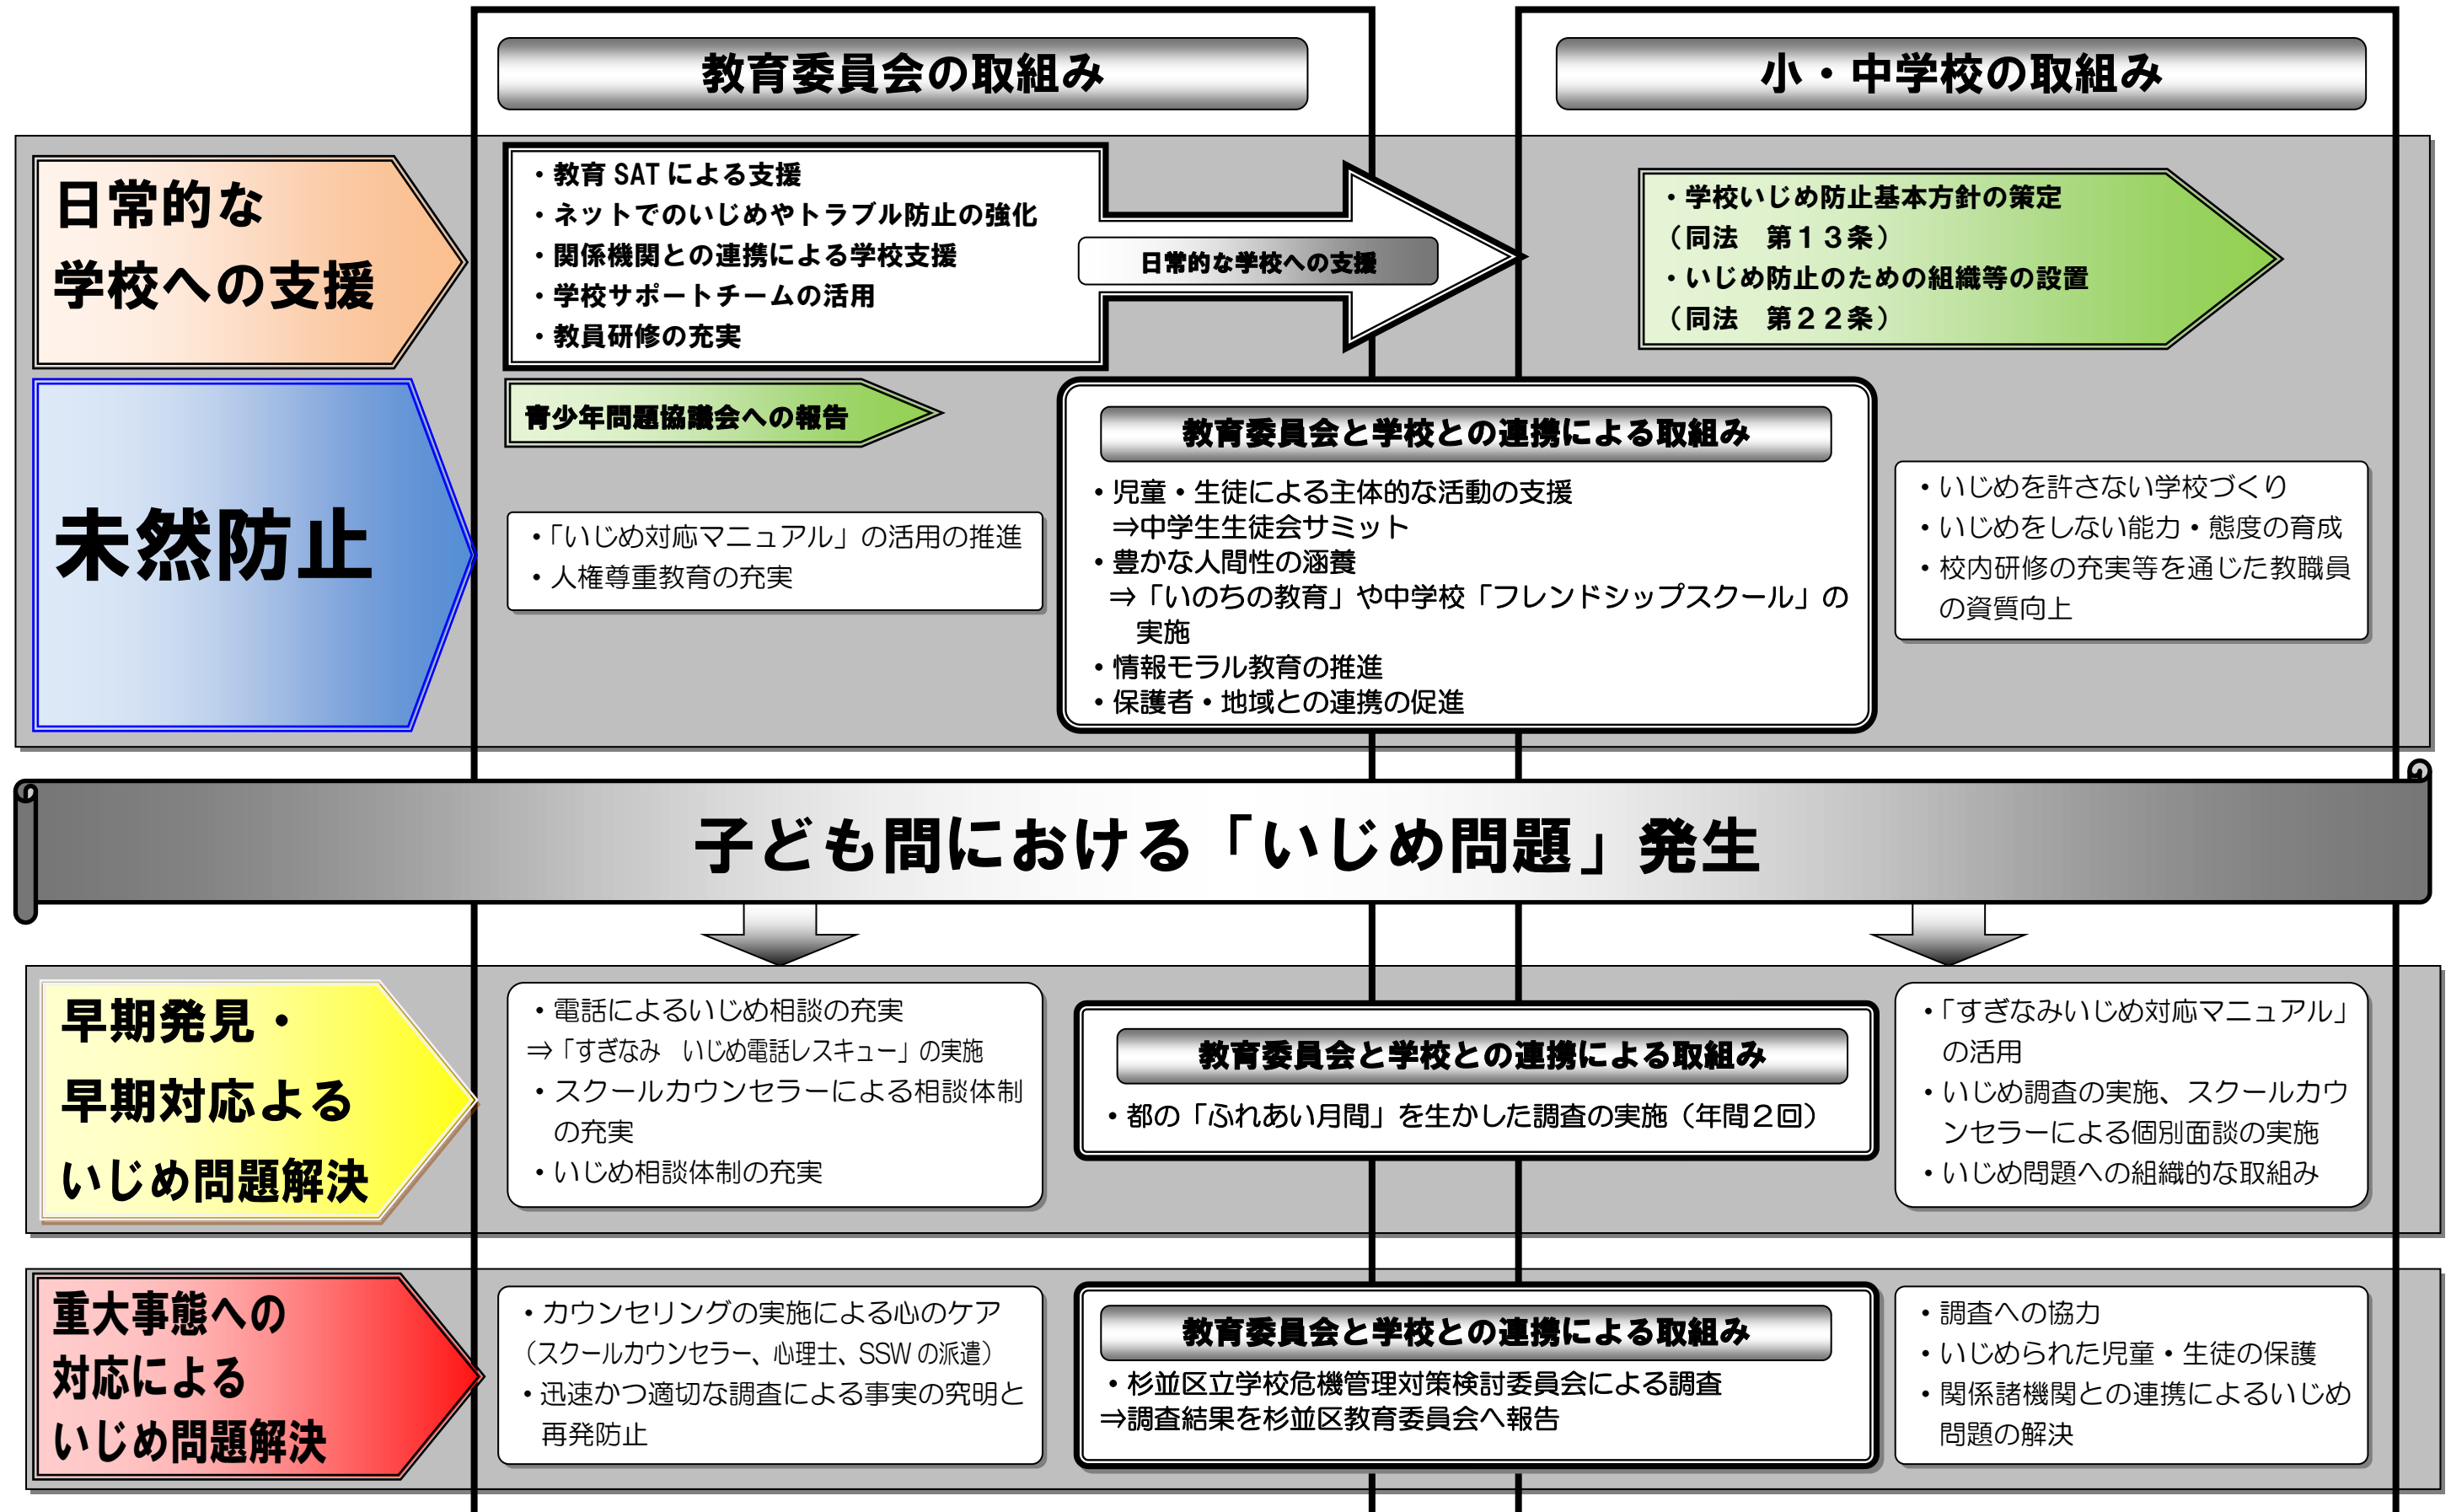 教育委員会の取組み
小・中学校の取組み
日常的な
学校への支援
・教育 SAT による支援
・ネットでのいじめやトラブル防止の強化
・関係機関との連携による学校支援
・学校サポートチームの活用
・教員研修の充実
日常的な学校への支援
・学校いじめ防止基本方針の策定
（同法　第１３条）
・いじめ防止のための組織等の設置
（同法　第２２条）
未然防止
青少年問題協議会への報告
・「いじめ対応マニュアル」の活用の推進
・人権尊重教育の充実
教育委員会と学校との連携による取組み
・児童・生徒による主体的な活動の支援
⇒中学生生徒会サミット
・豊かな人間性の涵養
⇒「いのちの教育」や中学校「フレンドシップスクール」の
実施
・情報モラル教育の推進
・保護者・地域との連携の促進
・いじめを許さない学校づくり
・いじめをしない能力・態度の育成
・校内研修の充実等を通じた教職員
の資質向上
子ども間における「いじめ問題」発生
早期発見・
早期対応よる
いじめ問題解決
・電話によるいじめ相談の充実
⇒「すぎなみ　いじめ電話レスキュー」の実施
・スクールカウンセラーによる相談体制
の充実
・いじめ相談体制の充実
教育委員会と学校との連携による取組み
・都の「ふれあい月間」を生かした調査の実施（年間２回）
・「すぎなみいじめ対応マニュアル」
の活用
・いじめ調査の実施、スクールカウ
ンセラーによる個別面談の実施
・いじめ問題への組織的な取組み
重大事態への
対応による
いじめ問題解決
・カウンセリングの実施による心のケア
（スクールカウンセラー、心理士、SSW の派遣）
・迅速かつ適切な調査による事実の究明と
再発防止
教育委員会と学校との連携による取組み
・杉並区立学校危機管理対策検討委員会による調査
⇒調査結果を杉並区教育委員会へ報告
・調査への協力
・いじめられた児童・生徒の保護
・関係諸機関との連携によるいじめ
問題の解決